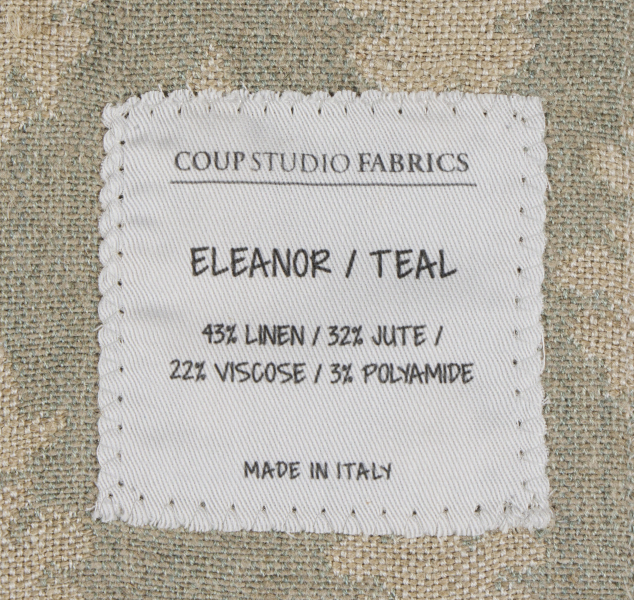 COUP STUDIO FABRICS
ELEANOR / TEAL
43% LINEN / 32% JUTE /
22% VISCOSE / 3% POLYAMIDE
MADE IN ITALY